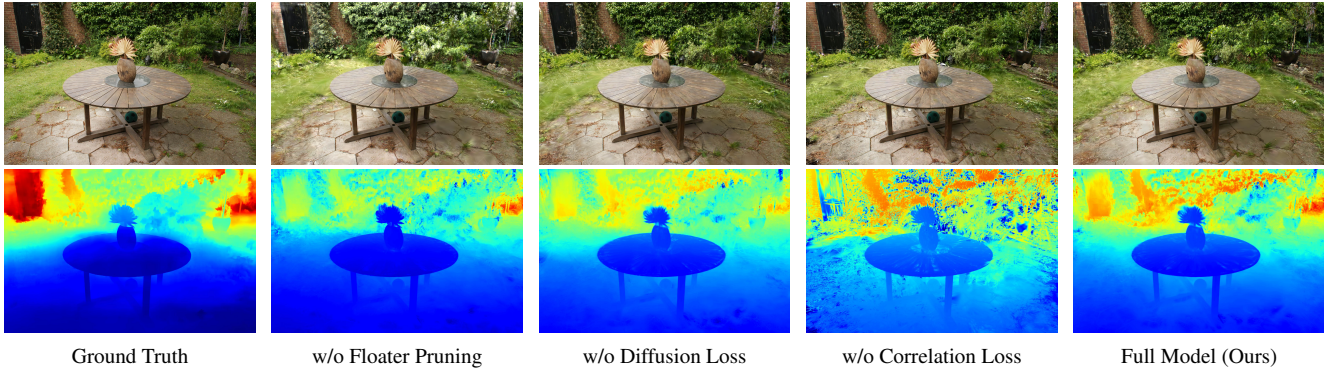 Ground Truth
w/o Floater Pruning
w/o Diffusion Loss
w/o Correlation Loss
Full Model (Ours)